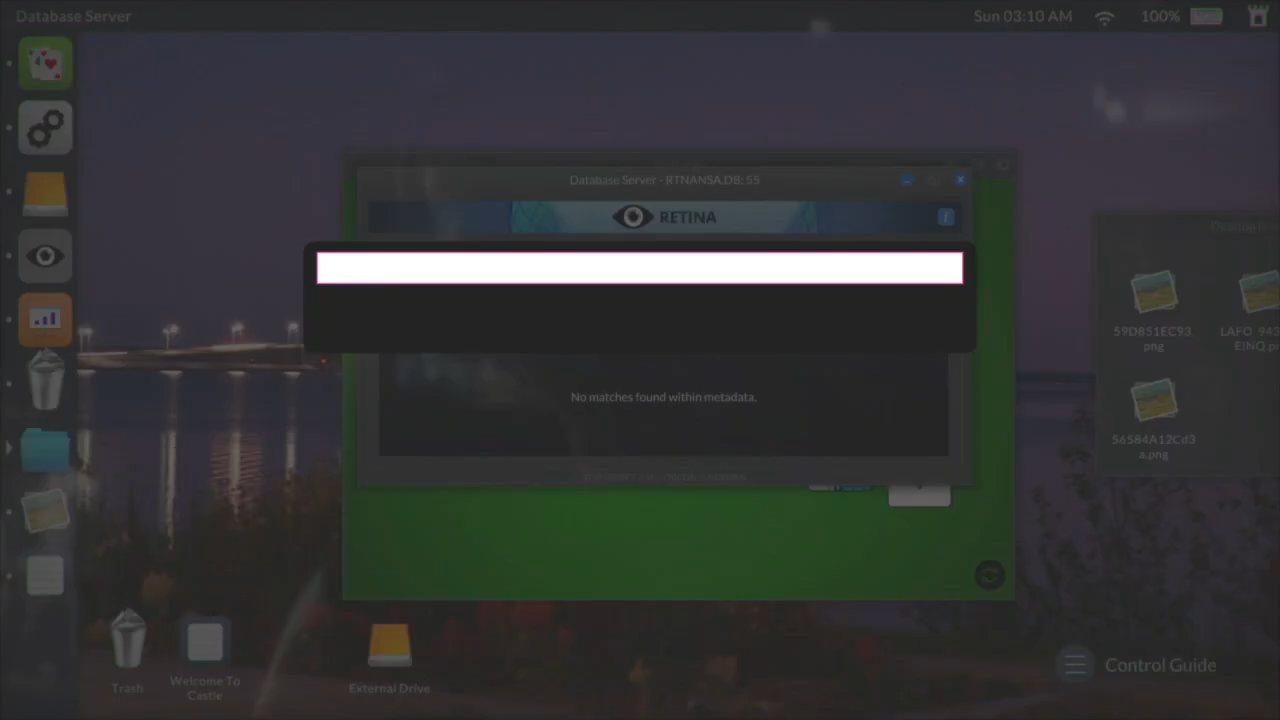 Database Server
Sun 03:10 AM
100%
Database Server - RTNANSA.DB: 55
RETINA
No matches found within metadata.
59D851EC93.
png
56584A12Cd3
a.png
Trash
Welcome To
Castle
External Drive
Control Guide